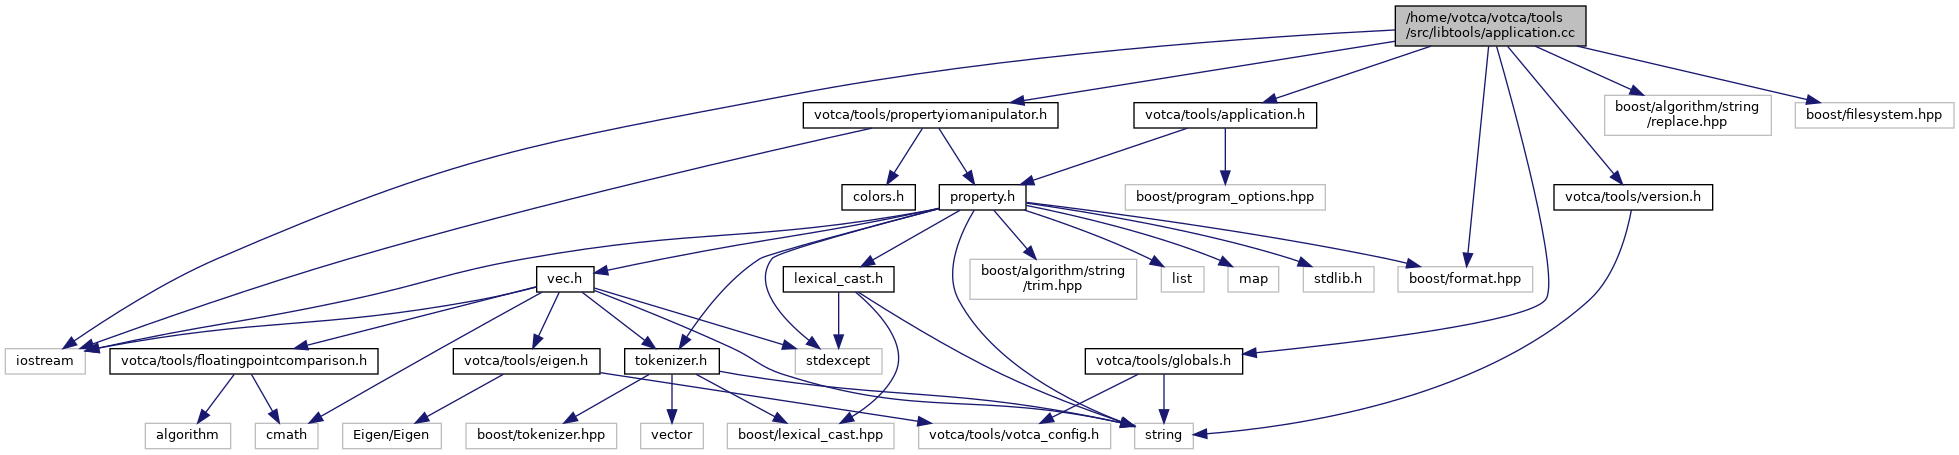 /home/votca/votca/tools
/src/libtools/application.cc
votca/tools/propertyiomanipulator.h
votca/tools/application.h
boost/algorithm/string
/replace.hpp
boost/filesystem.hpp
colors.h
property.h
boost/program_options.hpp
votca/tools/version.h
vec.h
lexical_cast.h
boost/algorithm/string
/trim.hpp
list
map
stdlib.h
boost/format.hpp
iostream
votca/tools/floatingpointcomparison.h
votca/tools/eigen.h
tokenizer.h
stdexcept
votca/tools/globals.h
algorithm
cmath
Eigen/Eigen
boost/tokenizer.hpp
vector
boost/lexical_cast.hpp
votca/tools/votca_config.h
string